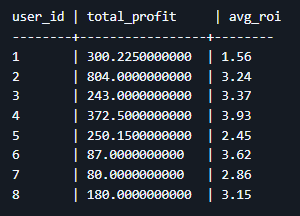 user_id | total_profit | avg_roi
--------+------------------+--------
1 | 300.2250000000 | 1.56
2 | 804.0000000000 | 3.24
3 | 243.0000000000 | 3.37
4 | 372.5000000000 | 3.93
5 | 250.1500000000 | 2.45
6 | 87.0000000000 | 3.62
7 | 80.0000000000 | 2.86
8 | 180.0000000000 | 3.15